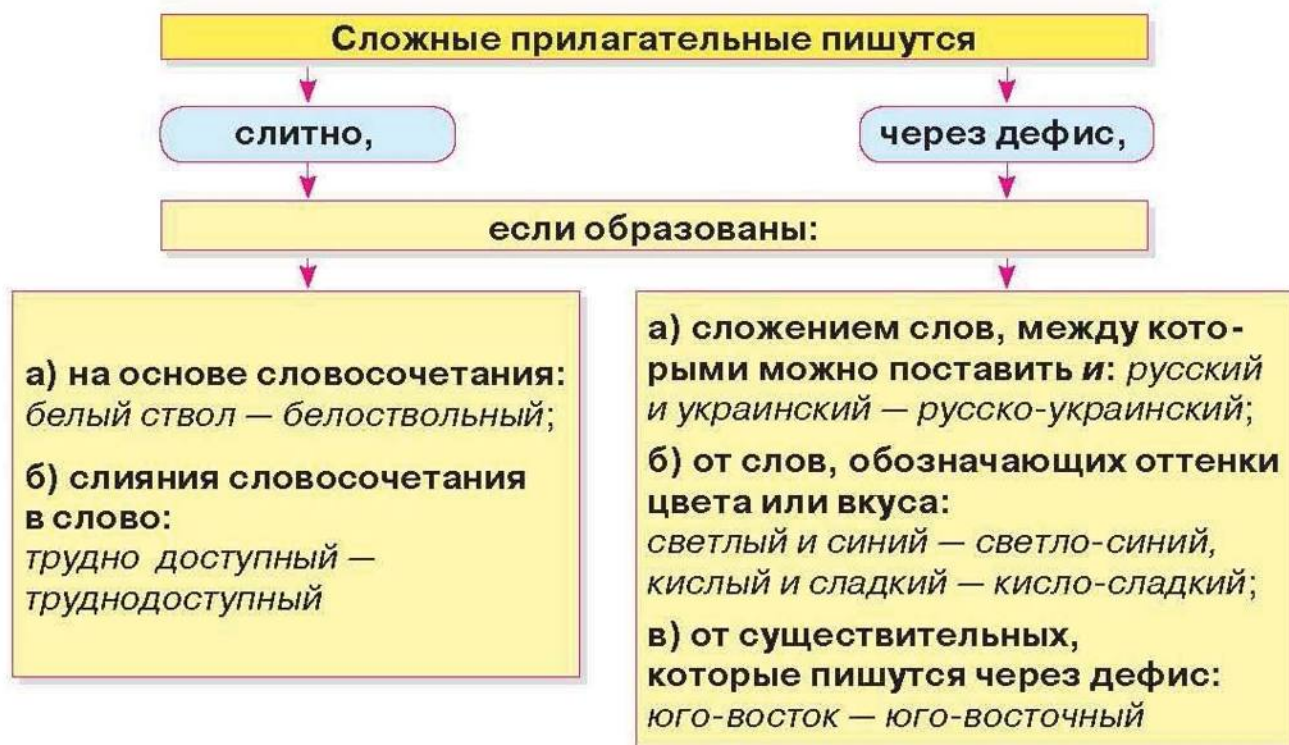 Сложные прилагательные пишутся
слитно,
через дефис,
если образованы:
а) на основе словосочетания:
белый ствол — белоствольный;
б) слияния словосочетания
в слово:
трудно доступный —
труднодоступный
а) сложением слов, между кото-
рыми можно поставить и: русский
и украинский — русско-украинский;
б) от слов, обозначающих оттенки
цвета или вкуса:
светлый и синий — светло-синий,
кислый и сладкий — кисло-сладкий;
в) от существительных,
которые пишутся через дефис:
юго-восток — юго-восточный